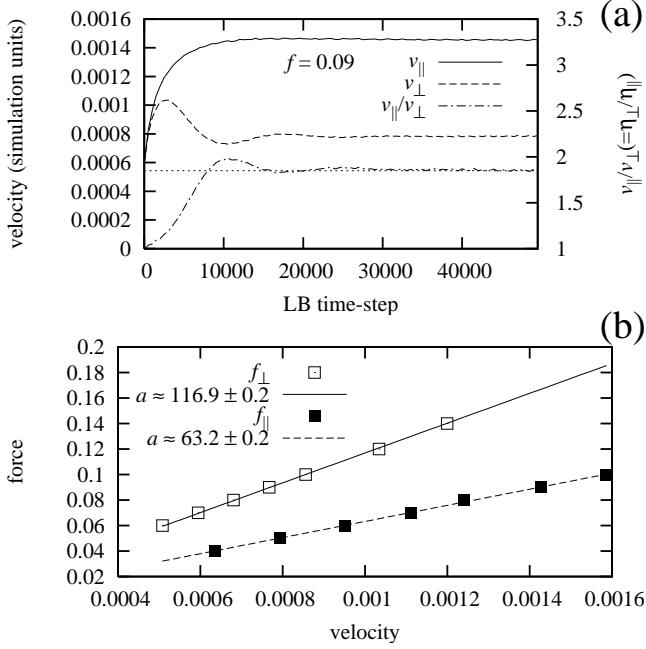 (a)
velocity (simulation units)
0.0016
0.0014
0.0012
0.001
0.0008
0.0006
0.0004
0.0002
0
f = 0.09
v||
v⊥
v||/v⊥
3.5
3
2.5
2
1.5
1
v||/v⊥(=η⊥/η||)
0 10000 20000 30000 40000
LB time-step
(b)
force
0.2
0.18
0.16
0.14
0.12
0.1
0.08
0.06
0.04
0.02
f⊥
a ≈ 116.9 ± 0.2
f||
a ≈ 63.2 ± 0.2
0.0004 0.0006 0.0008 0.001 0.0012 0.0014 0.0016
velocity